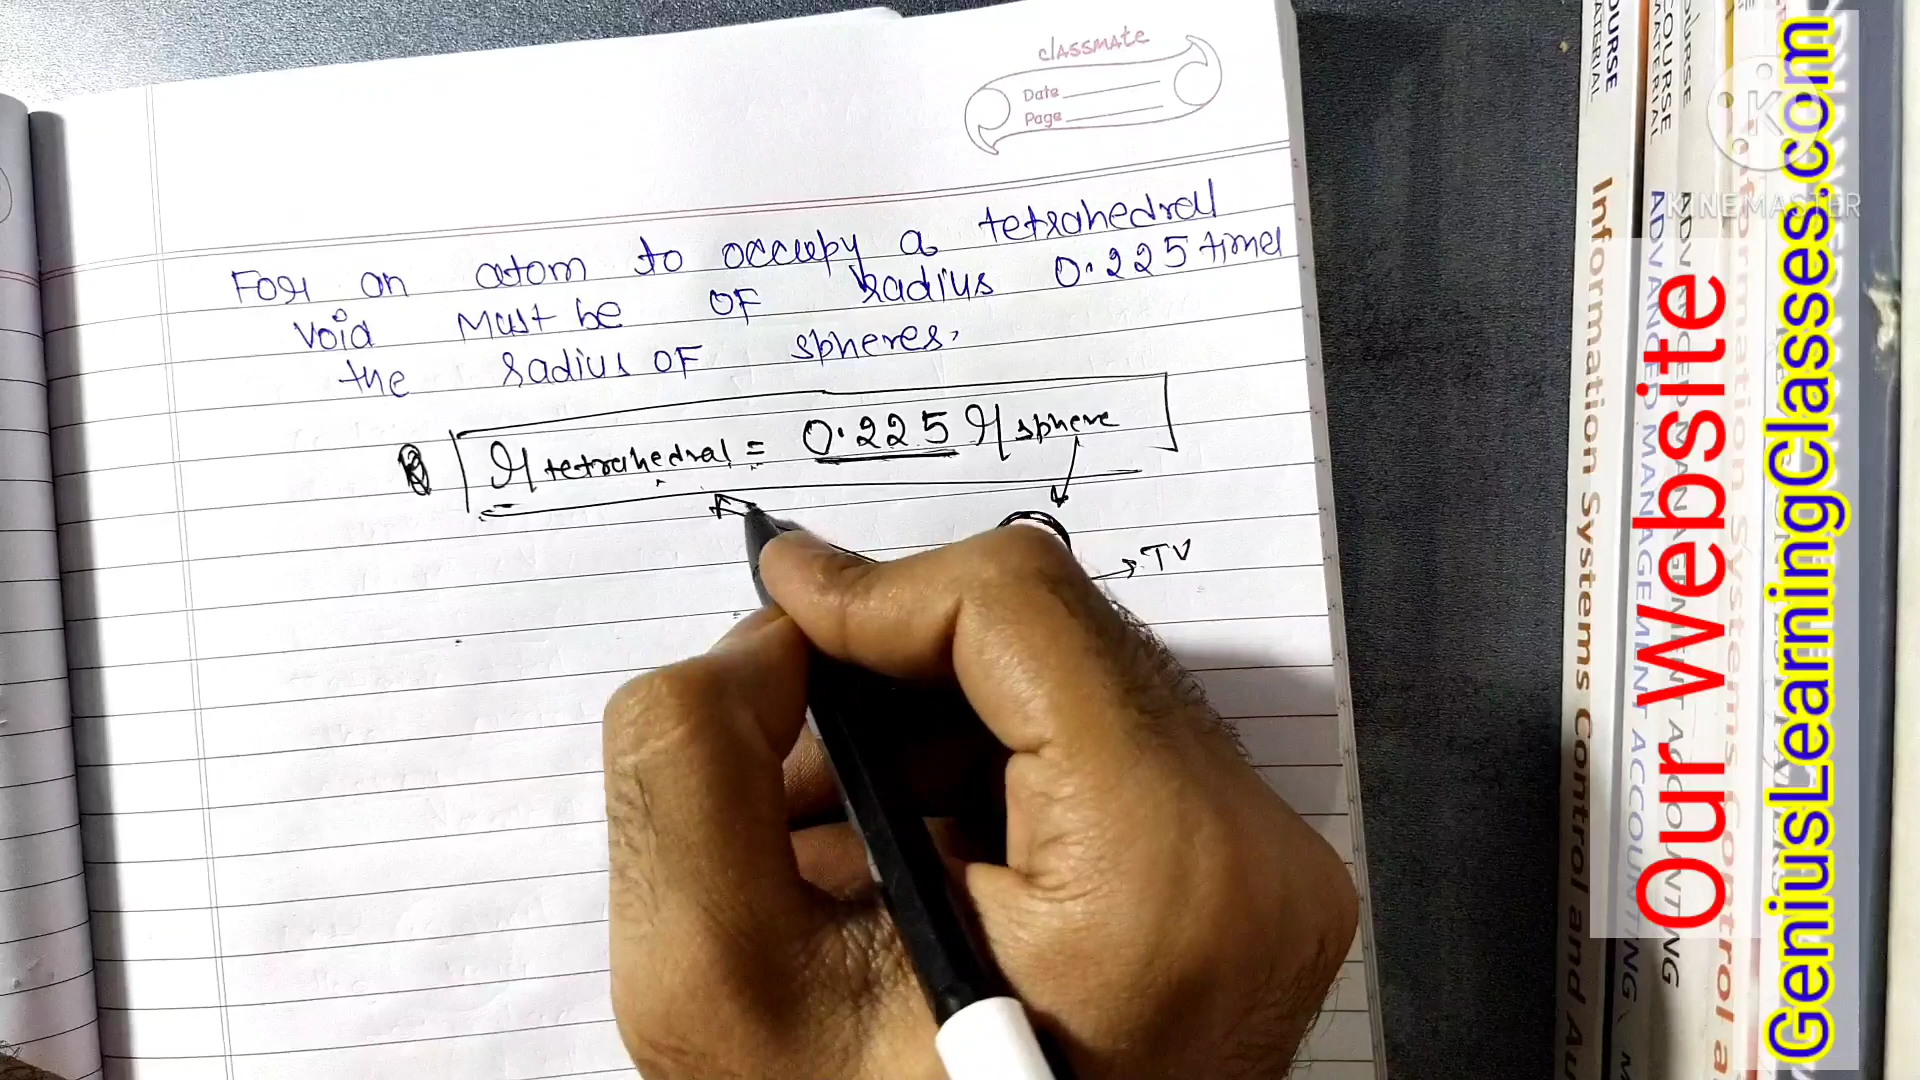 classmate
Date
Page
For an atom to occupy a tetrahedral
void must be of radius 0.225 times
the radius of spheres.
r tetrahedral = 0.225 r sphere
→ TV
Our Website
GeniusLearningClasses.com
KINEMASTER
COURSE
MATERIAL
ADVANCED MANAGEMENT ACCOUNTING
Information Systems Control and Au